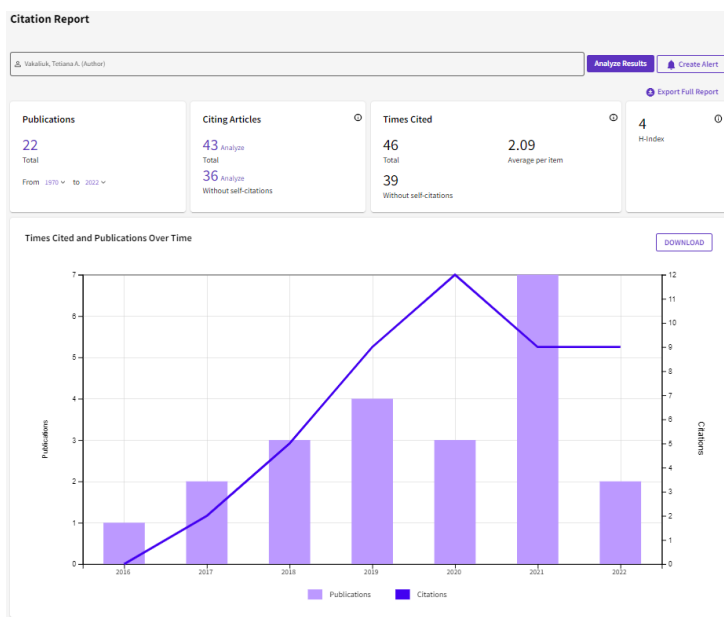 Citation Report
Vakaliuk, Tetiana A. (Author)
Analyze Results
Create Alert
Export Full Report
Publications
22
Total
From 1970 to 2022
Citing Articles
43 Analyze
Total
36 Analyze
Without self-citations
Times Cited
46
Total
2.09
Average per item
39
Without self-citations
4
H-Index
Times Cited and Publications Over Time
DOWNLOAD
7
6
5
4
3
2
1
0
Publications
12
11
10
9
8
7
6
5
4
3
2
1
0
Citations
2016 2017 2018 2019 2020 2021 2022
Publications Citations